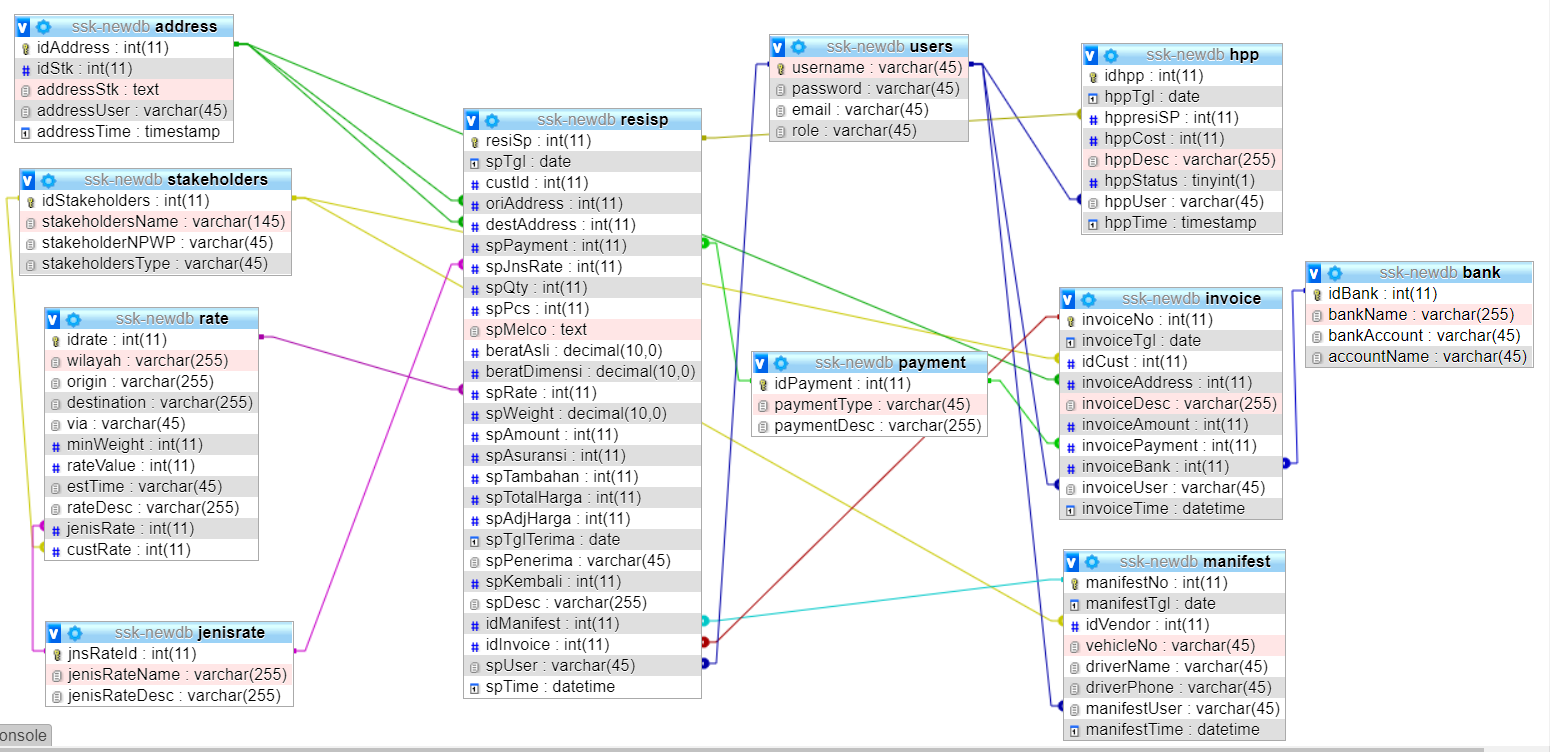 ssk-newdb address
idAddress : int(11)
idStk : int(11)
addressStk : text
addressUser : varchar(45)
addressTime : timestamp
ssk-newdb stakeholders
idStakeholders : int(11)
stakeholdersName : varchar(145)
stakeholderNPWP : varchar(45)
stakeholdersType : varchar(45)
ssk-newdb rate
idrate : int(11)
wilayah : varchar(255)
origin : varchar(255)
destination : varchar(255)
via : varchar(45)
minWeight : int(11)
rateValue : int(11)
estTime : varchar(45)
rateDesc : varchar(255)
jenisRate : int(11)
custRate : int(11)
ssk-newdb jenisrate
jnsRateId : int(11)
jenisRateName : varchar(255)
jenisRateDesc : varchar(255)
onsole
ssk-newdb resisp
resiSp : int(11)
spTgl : date
custId : int(11)
oriAddress : int(11)
destAddress : int(11)
spPayment : int(11)
spJnsRate : int(11)
spQty : int(11)
spPcs : int(11)
spMelco : text
beratAsli : decimal(10,0)
beratDimensi : decimal(10,0)
spRate : int(11)
spWeight : decimal(10,0)
spAmount : int(11)
spAsuransi : int(11)
spTambahan : int(11)
spTotalHarga : int(11)
spAdjHarga : int(11)
spTglTerima : date
spPenerima : varchar(45)
spKembali : int(11)
spDesc : varchar(255)
idManifest : int(11)
idInvoice : int(11)
spUser : varchar(45)
spTime : datetime
ssk-newdb users
username : varchar(45)
password : varchar(45)
email : varchar(45)
role : varchar(45)
ssk-newdb payment
idPayment : int(11)
paymentType : varchar(45)
paymentDesc : varchar(255)
ssk-newdb hpp
idhpp : int(11)
hppTgl : date
hppresiSP : int(11)
hppCost : int(11)
hppDesc : varchar(255)
hppStatus : tinyint(1)
hppUser : varchar(45)
hppTime : timestamp
ssk-newdb invoice
invoiceNo : int(11)
invoiceTgl : date
idCust : int(11)
invoiceAddress : int(11)
invoiceDesc : varchar(255)
invoiceAmount : int(11)
invoicePayment : int(11)
invoiceBank : int(11)
invoiceUser : varchar(45)
invoiceTime : datetime
ssk-newdb manifest
manifestNo : int(11)
manifestTgl : date
idVendor : int(11)
vehicleNo : varchar(45)
driverName : varchar(45)
driverPhone : varchar(45)
manifestUser : varchar(45)
manifestTime : datetime
ssk-newdb bank
idBank : int(11)
bankName : varchar(255)
bankAccount : varchar(45)
accountName : varchar(45)